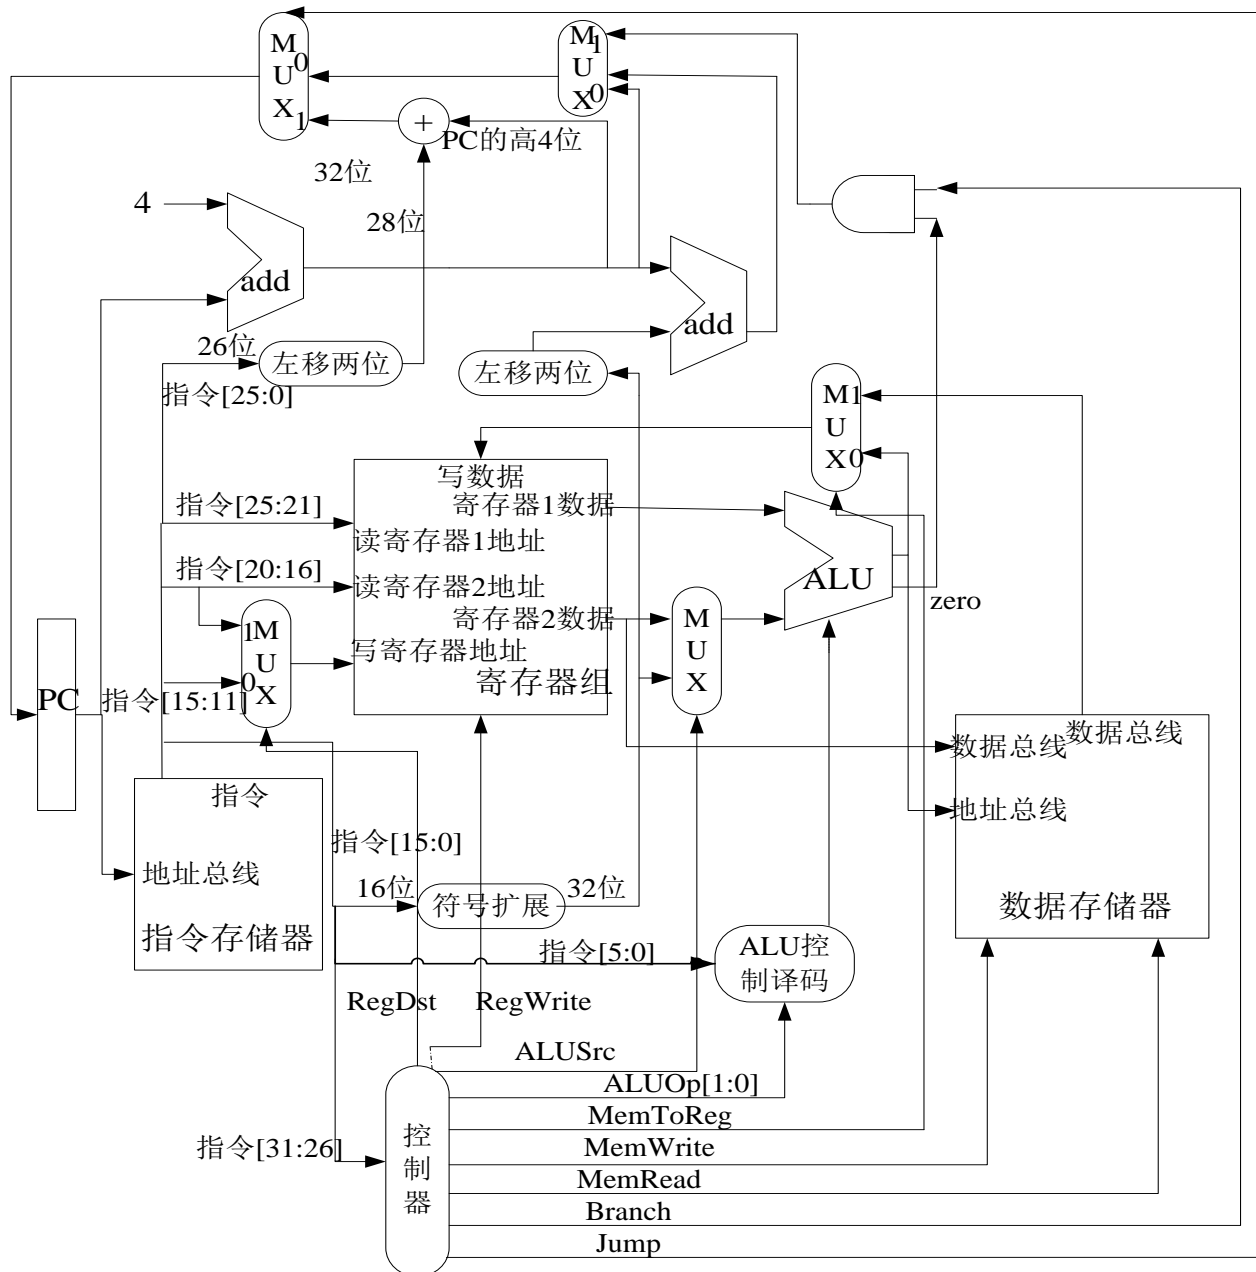 M
0
U
X
1
M
1
U
X
0
+
PC的高4位
32位
4
28位
add
add
26位
左移两位
左移两位
指令[25:0]
M
1
U
X
0
写数据
指令[25:21]
寄存器1数据
读寄存器1地址
指令[20:16]
读寄存器2地址
ALU
zero
寄存器2数据
1
M
U
0
X
写寄存器地址
M
U
X
寄存器组
PC
指令[15:11]
数据总线
数据总线
指令
地址总线
指令[15:0]
地址总线
16位
符号扩展
32位
指令存储器
数据存储器
指令[5:0]
ALU控
制译码
RegDst
RegWrite
ALUSrc
ALUOp[1:0]
MemToReg
指令[31:26]
控
制
器
MemWrite
MemRead
Branch
Jump